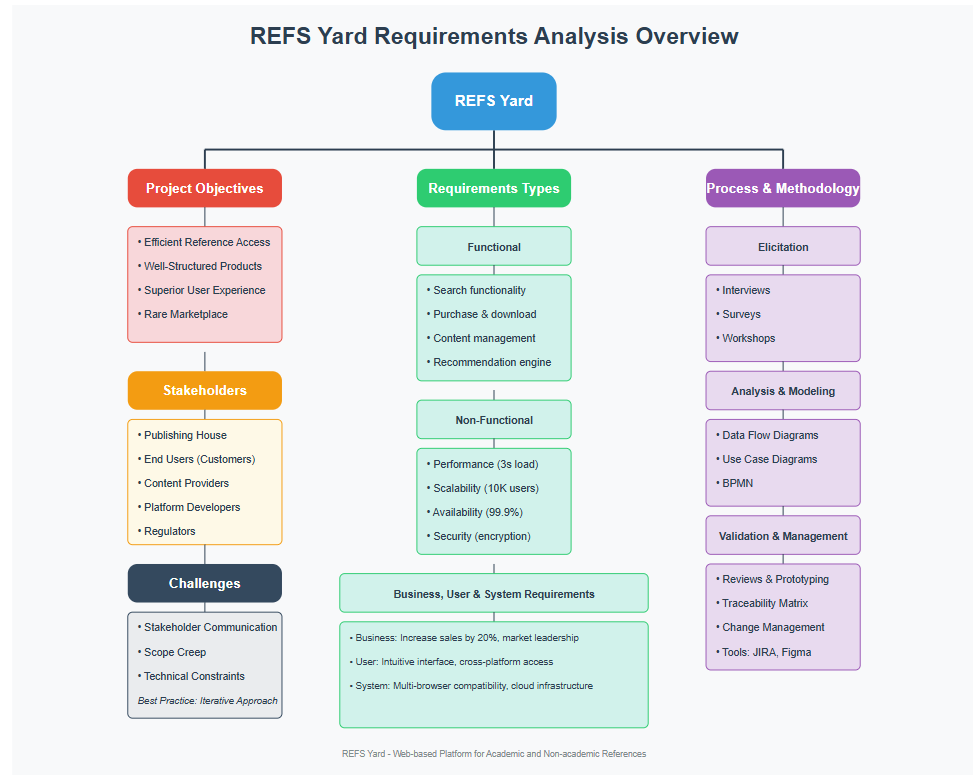 REFS Yard Requirements Analysis Overview
REFS Yard
Project Objectives
• Efficient Reference Access
• Well-Structured Products
• Superior User Experience
• Rare Marketplace
Stakeholders
• Publishing House
• End Users (Customers)
• Content Providers
• Platform Developers
• Regulators
Challenges
• Stakeholder Communication
• Scope Creep
• Technical Constraints
Best Practice: Iterative Approach
Requirements Types
Functional
• Search functionality
• Purchase & download
• Content management
• Recommendation engine
Non-Functional
• Performance (3s load)
• Scalability (10K users)
• Availability (99.9%)
• Security (encryption)
Business, User & System Requirements
• Business: Increase sales by 20%, market leadership
• User: Intuitive interface, cross-platform access
• System: Multi-browser compatibility, cloud infrastructure
Process & Methodology
Elicitation
• Interviews
• Surveys
• Workshops
Analysis & Modeling
• Data Flow Diagrams
• Use Case Diagrams
• BPMN
Validation & Management
• Reviews & Prototyping
• Traceability Matrix
• Change Management
• Tools: JIRA, Figma
REFS Yard - Web-based Platform for Academic and Non-academic References